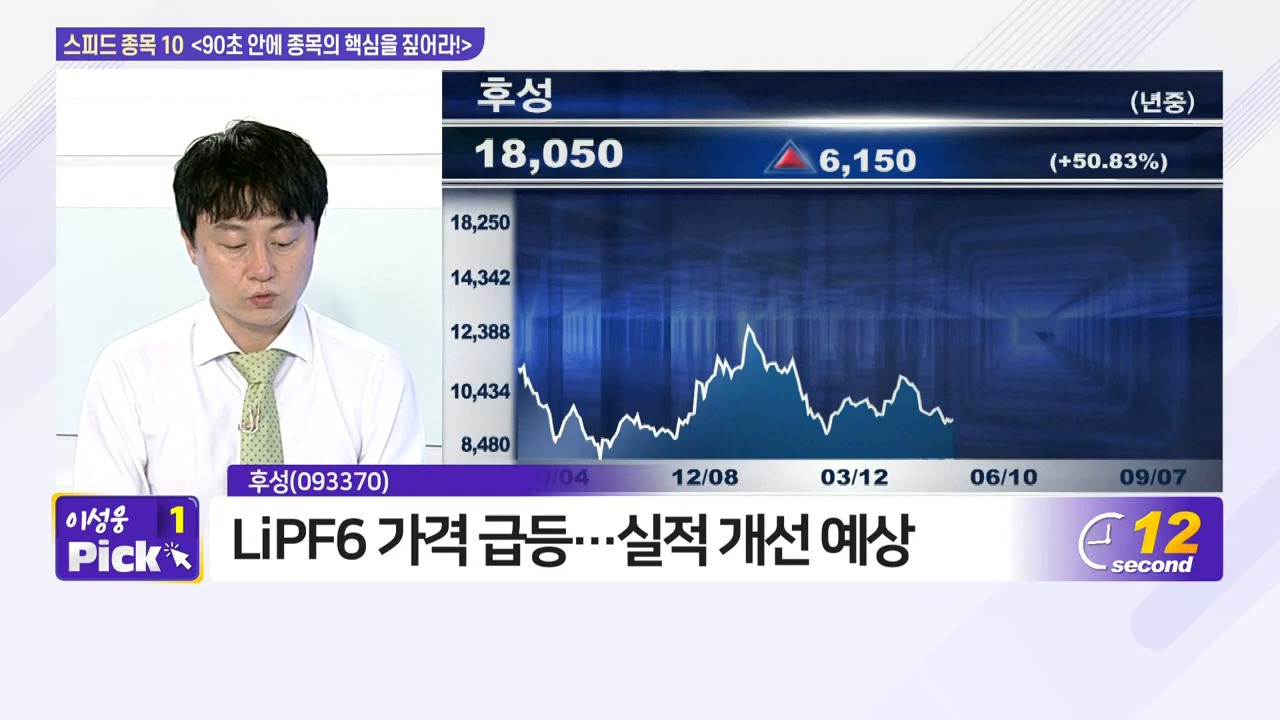 스피드 종목 10 <90초 안에 종목의 핵심을 짚어라!>
후성
(년중)
18,050
6,150
(+50.83%)
18,250
14,342
12,388
10,434
8,480
0/04
12/08
03/12
06/10
09/07
후성(093370)
이성웅 1
Pick
LiPF6 가격 급등…실적 개선 예상
12
second